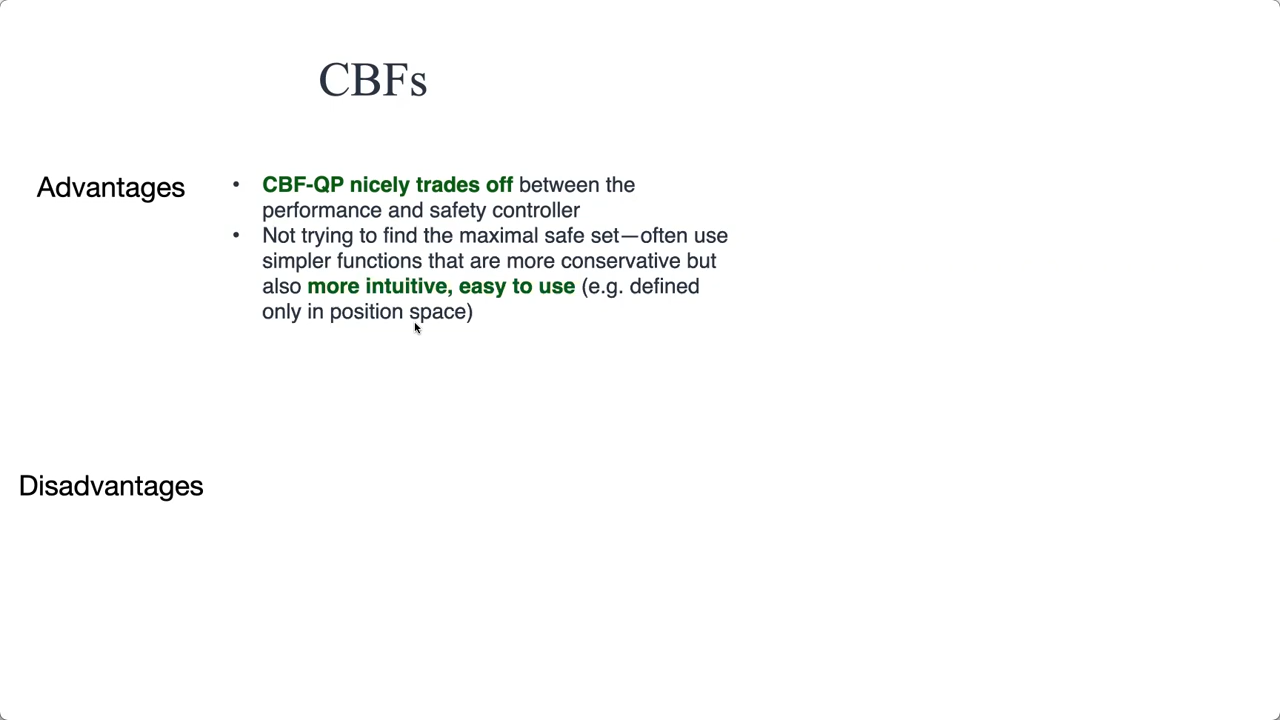 CBFs
Advantages
• CBF-QP nicely trades off between the
performance and safety controller
• Not trying to find the maximal safe set—often use
simpler functions that are more conservative but
also more intuitive, easy to use (e.g. defined
only in position space)
Disadvantages